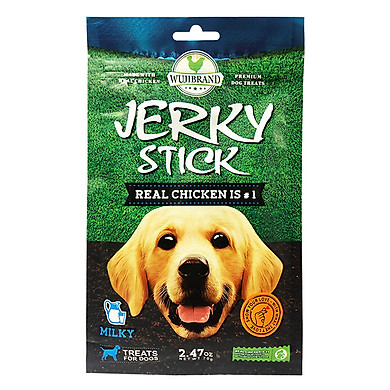 WUJIBRAND
MADE WITH
REAL CHICKEN
PREMIUM
DOG TREATS
JERKY
STICK
REAL CHICKEN IS #1
MILKY
TREATS
FOR DOGS
2.47oz